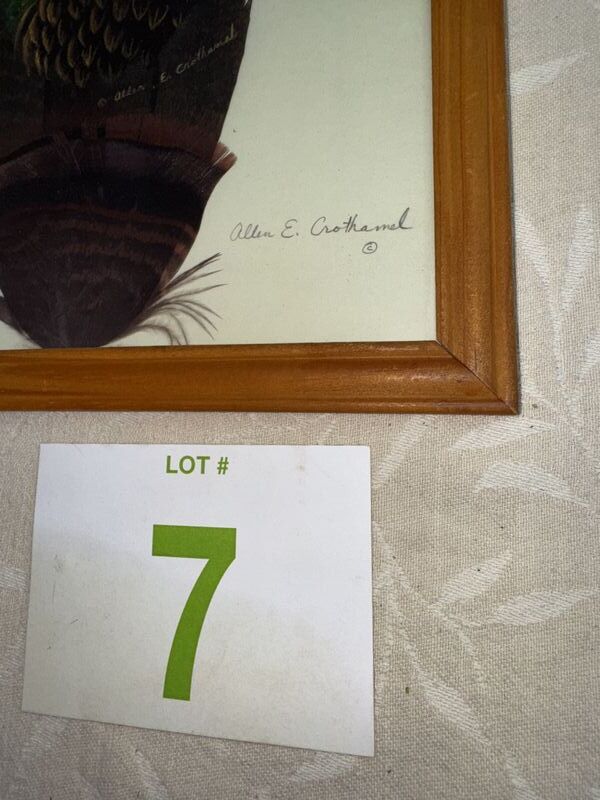 © Allen E. Crothamel
Allen E. Crothamel
©
LOT #
7